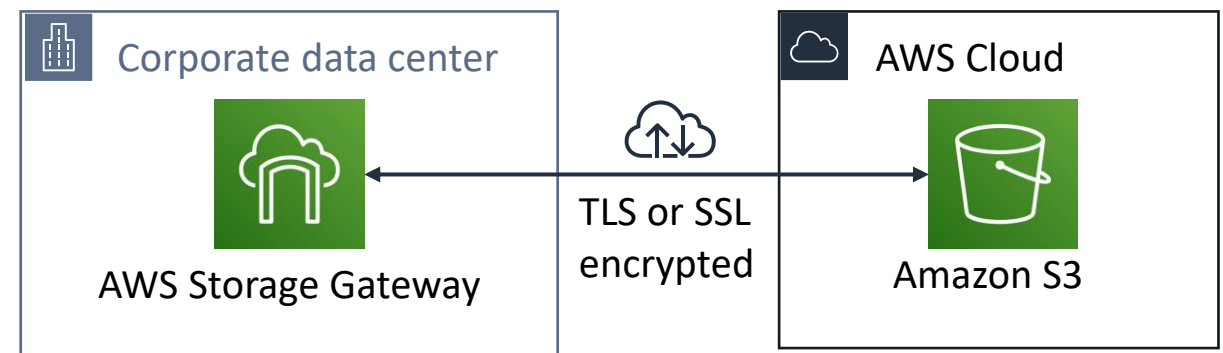 Corporate data center
AWS Storage Gateway
TLS or SSL
encrypted
AWS Cloud
Amazon S3